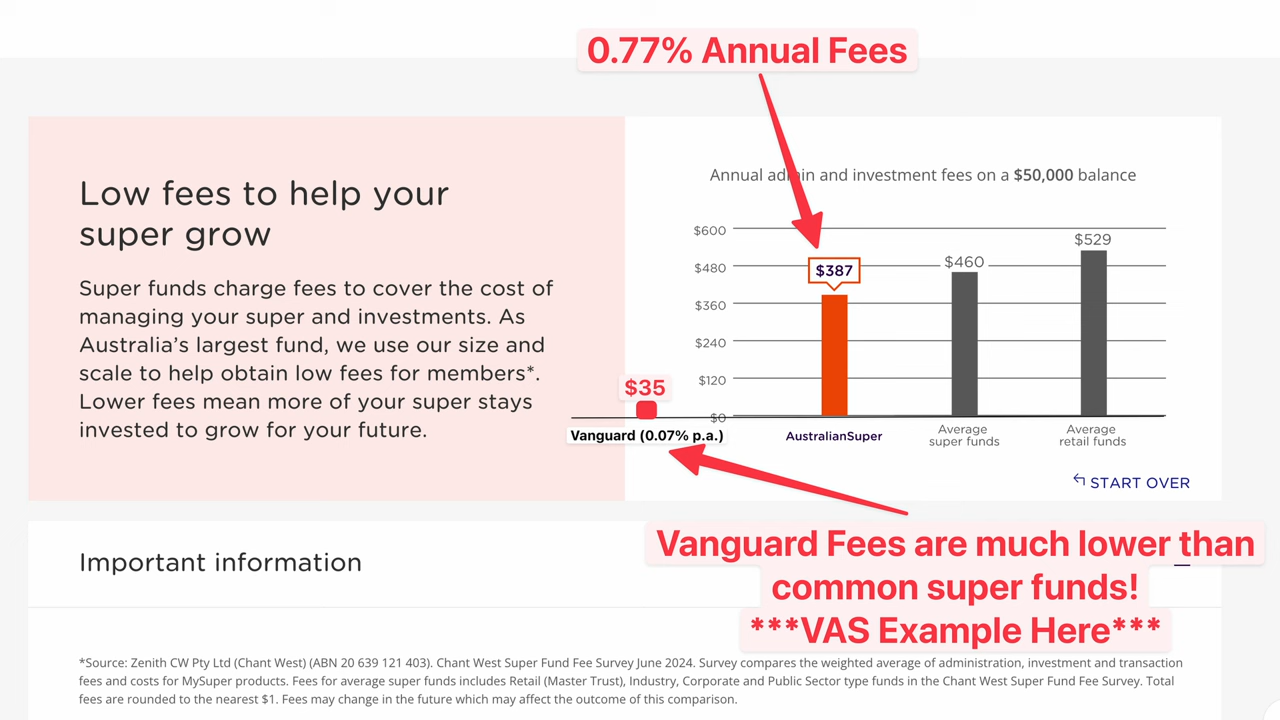 0.77% Annual Fees
Low fees to help your
super grow
Super funds charge fees to cover the cost of
managing your super and investments. As
Australia’s largest fund, we use our size and
scale to help obtain low fees for members*.
Lower fees mean more of your super stays
invested to grow for your future.
Annual admin and investment fees on a $50,000 balance
$600
$480
$360
$240
$120
$0
$387
$460
$529
$35
Vanguard (0.07% p.a.)
AustralianSuper
Average
super funds
Average
retail funds
START OVER
Vanguard Fees are much lower than
common super funds!
***VAS Example Here***
Important information
*Source: Zenith CW Pty Ltd (Chant West) (ABN 20 639 121 403). Chant West Super Fund Fee Survey June 2024. Survey compares the weighted average of administration, investment and transaction
fees and costs for MySuper products. Fees for average super funds includes Retail (Master Trust), Industry, Corporate and Public Sector type funds in the Chant West Super Fund Fee Survey. Total
fees are rounded to the nearest $1. Fees may change in the future which may affect the outcome of this comparison.